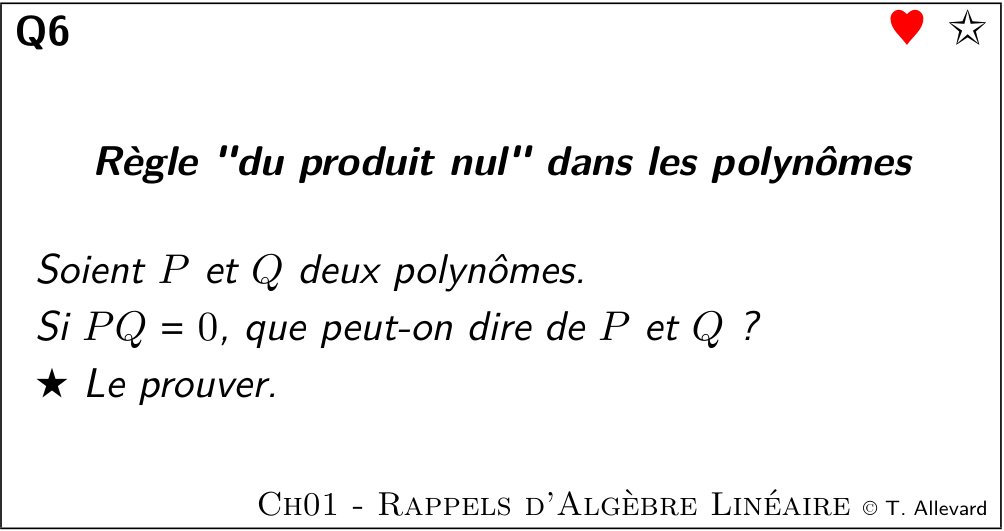 Q6
Règle "du produit nul" dans les polynômes
Soient P et Q deux polynômes.
Si PQ = 0, que peut-on dire de P et Q ?
★ Le prouver.
Ch01 - Rappels d'Algèbre Linéaire © T. Allevard